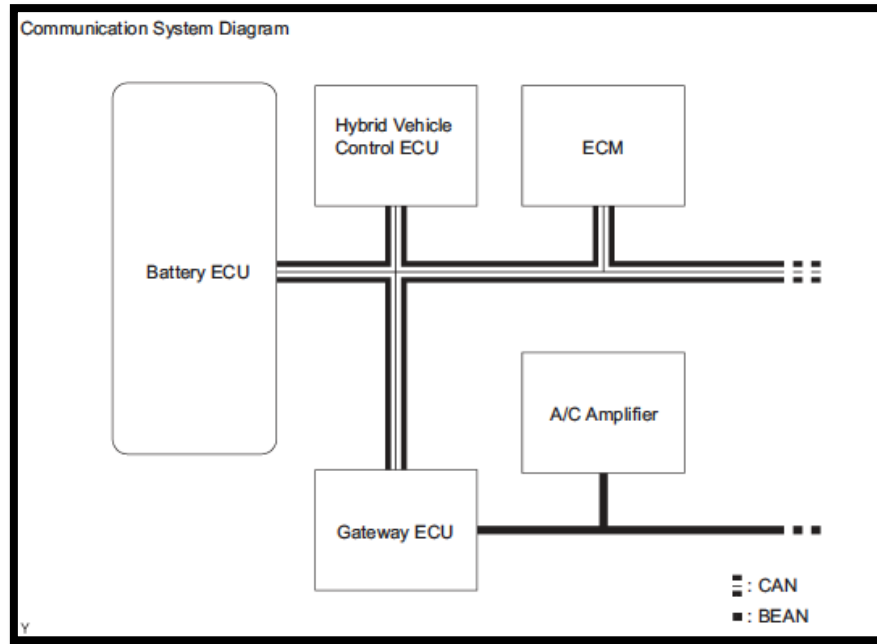 Communication System Diagram
Hybrid Vehicle
Control ECU
ECM
Battery ECU
A/C Amplifier
Gateway ECU
: CAN
: BEAN
Y